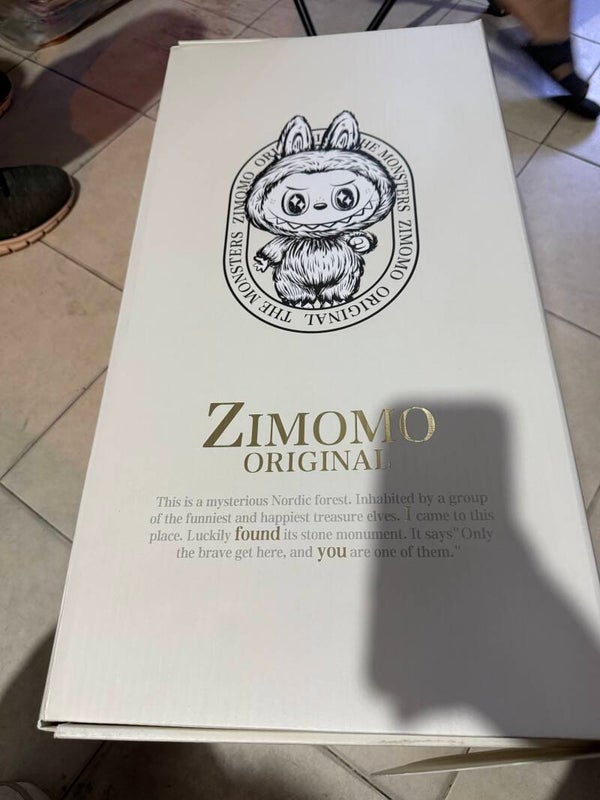 THE MONSTERS ZIMOMO ORI THE MONSTERS ZIMOMO ORIGINAL
ZIMOMO
ORIGINAL
This is a mysterious Nordic forest. Inhabited by a group
of the funniest and happiest treasure elves. I came to this
place. Luckily found its stone monument. It says"Only
the brave get here, and you are one of them."